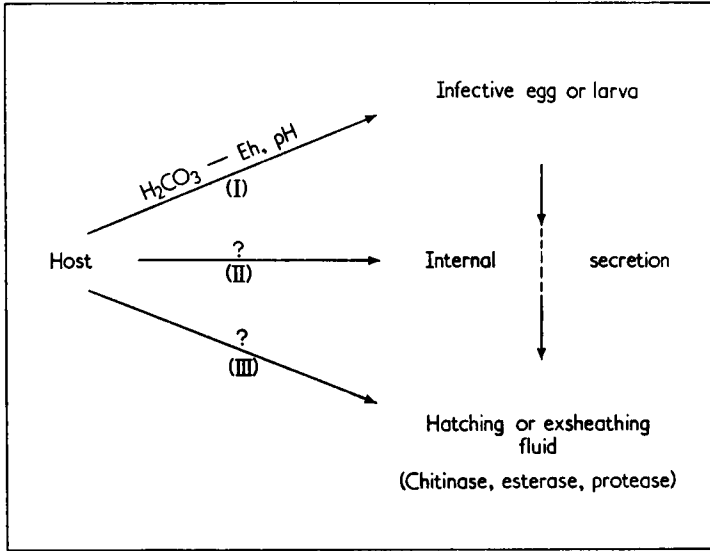 Infective egg or larva
H₂CO₃ — Eh, pH
(I)
Host
?
(II)
Internal secretion
?
(III)
Hatching or exsheathing
fluid
(Chitinase, esterase, protease)